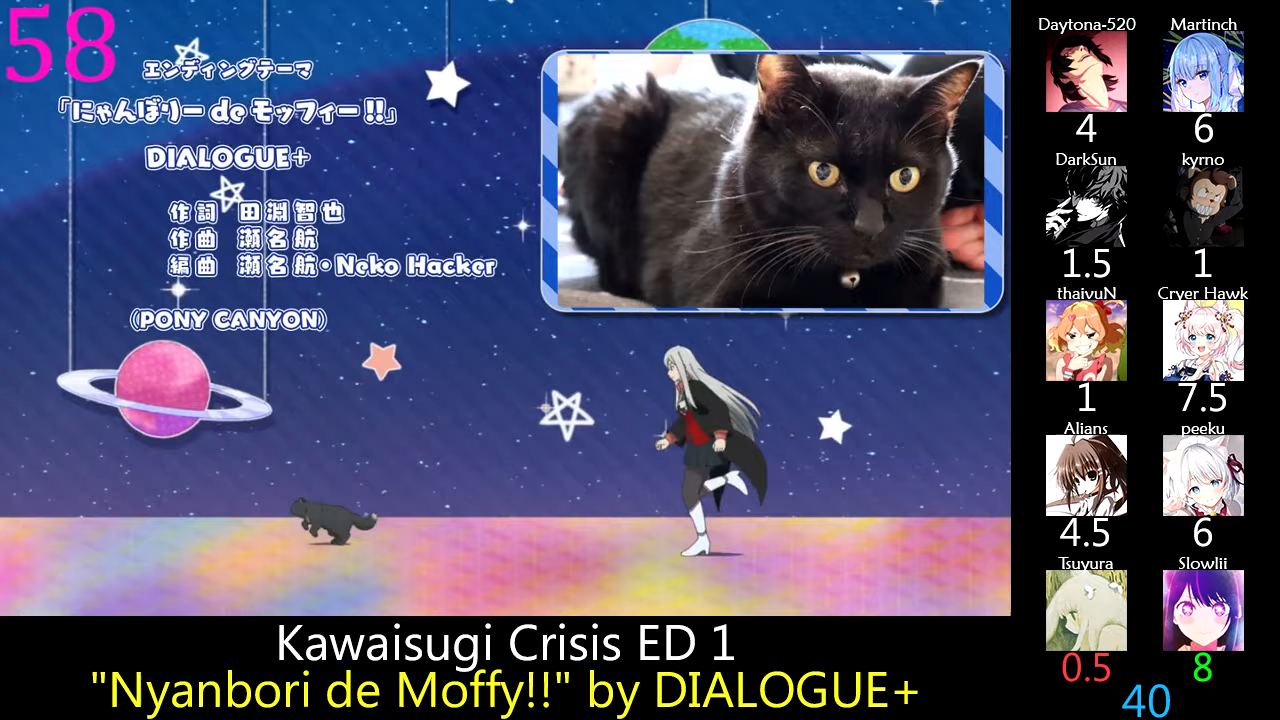 58
エンディングテーマ
「にゃんぼりー de モッフィー!!」
DIALOGUE+
作詞 田淵智也
作曲 瀬名航
編曲 瀬名航・Neko Hacker
(PONY CANYON)
Kawaisugi Crisis ED 1
"Nyanbori de Moffy!!" by DIALOGUE+
Daytona-520 Martinch
4 6
DarkSun kyrno
1.5 1
thaivuN Cryer Hawk
1 7.5
Alians peeku
4.5 6
Tsuyura Slowlii
0.5 8
40